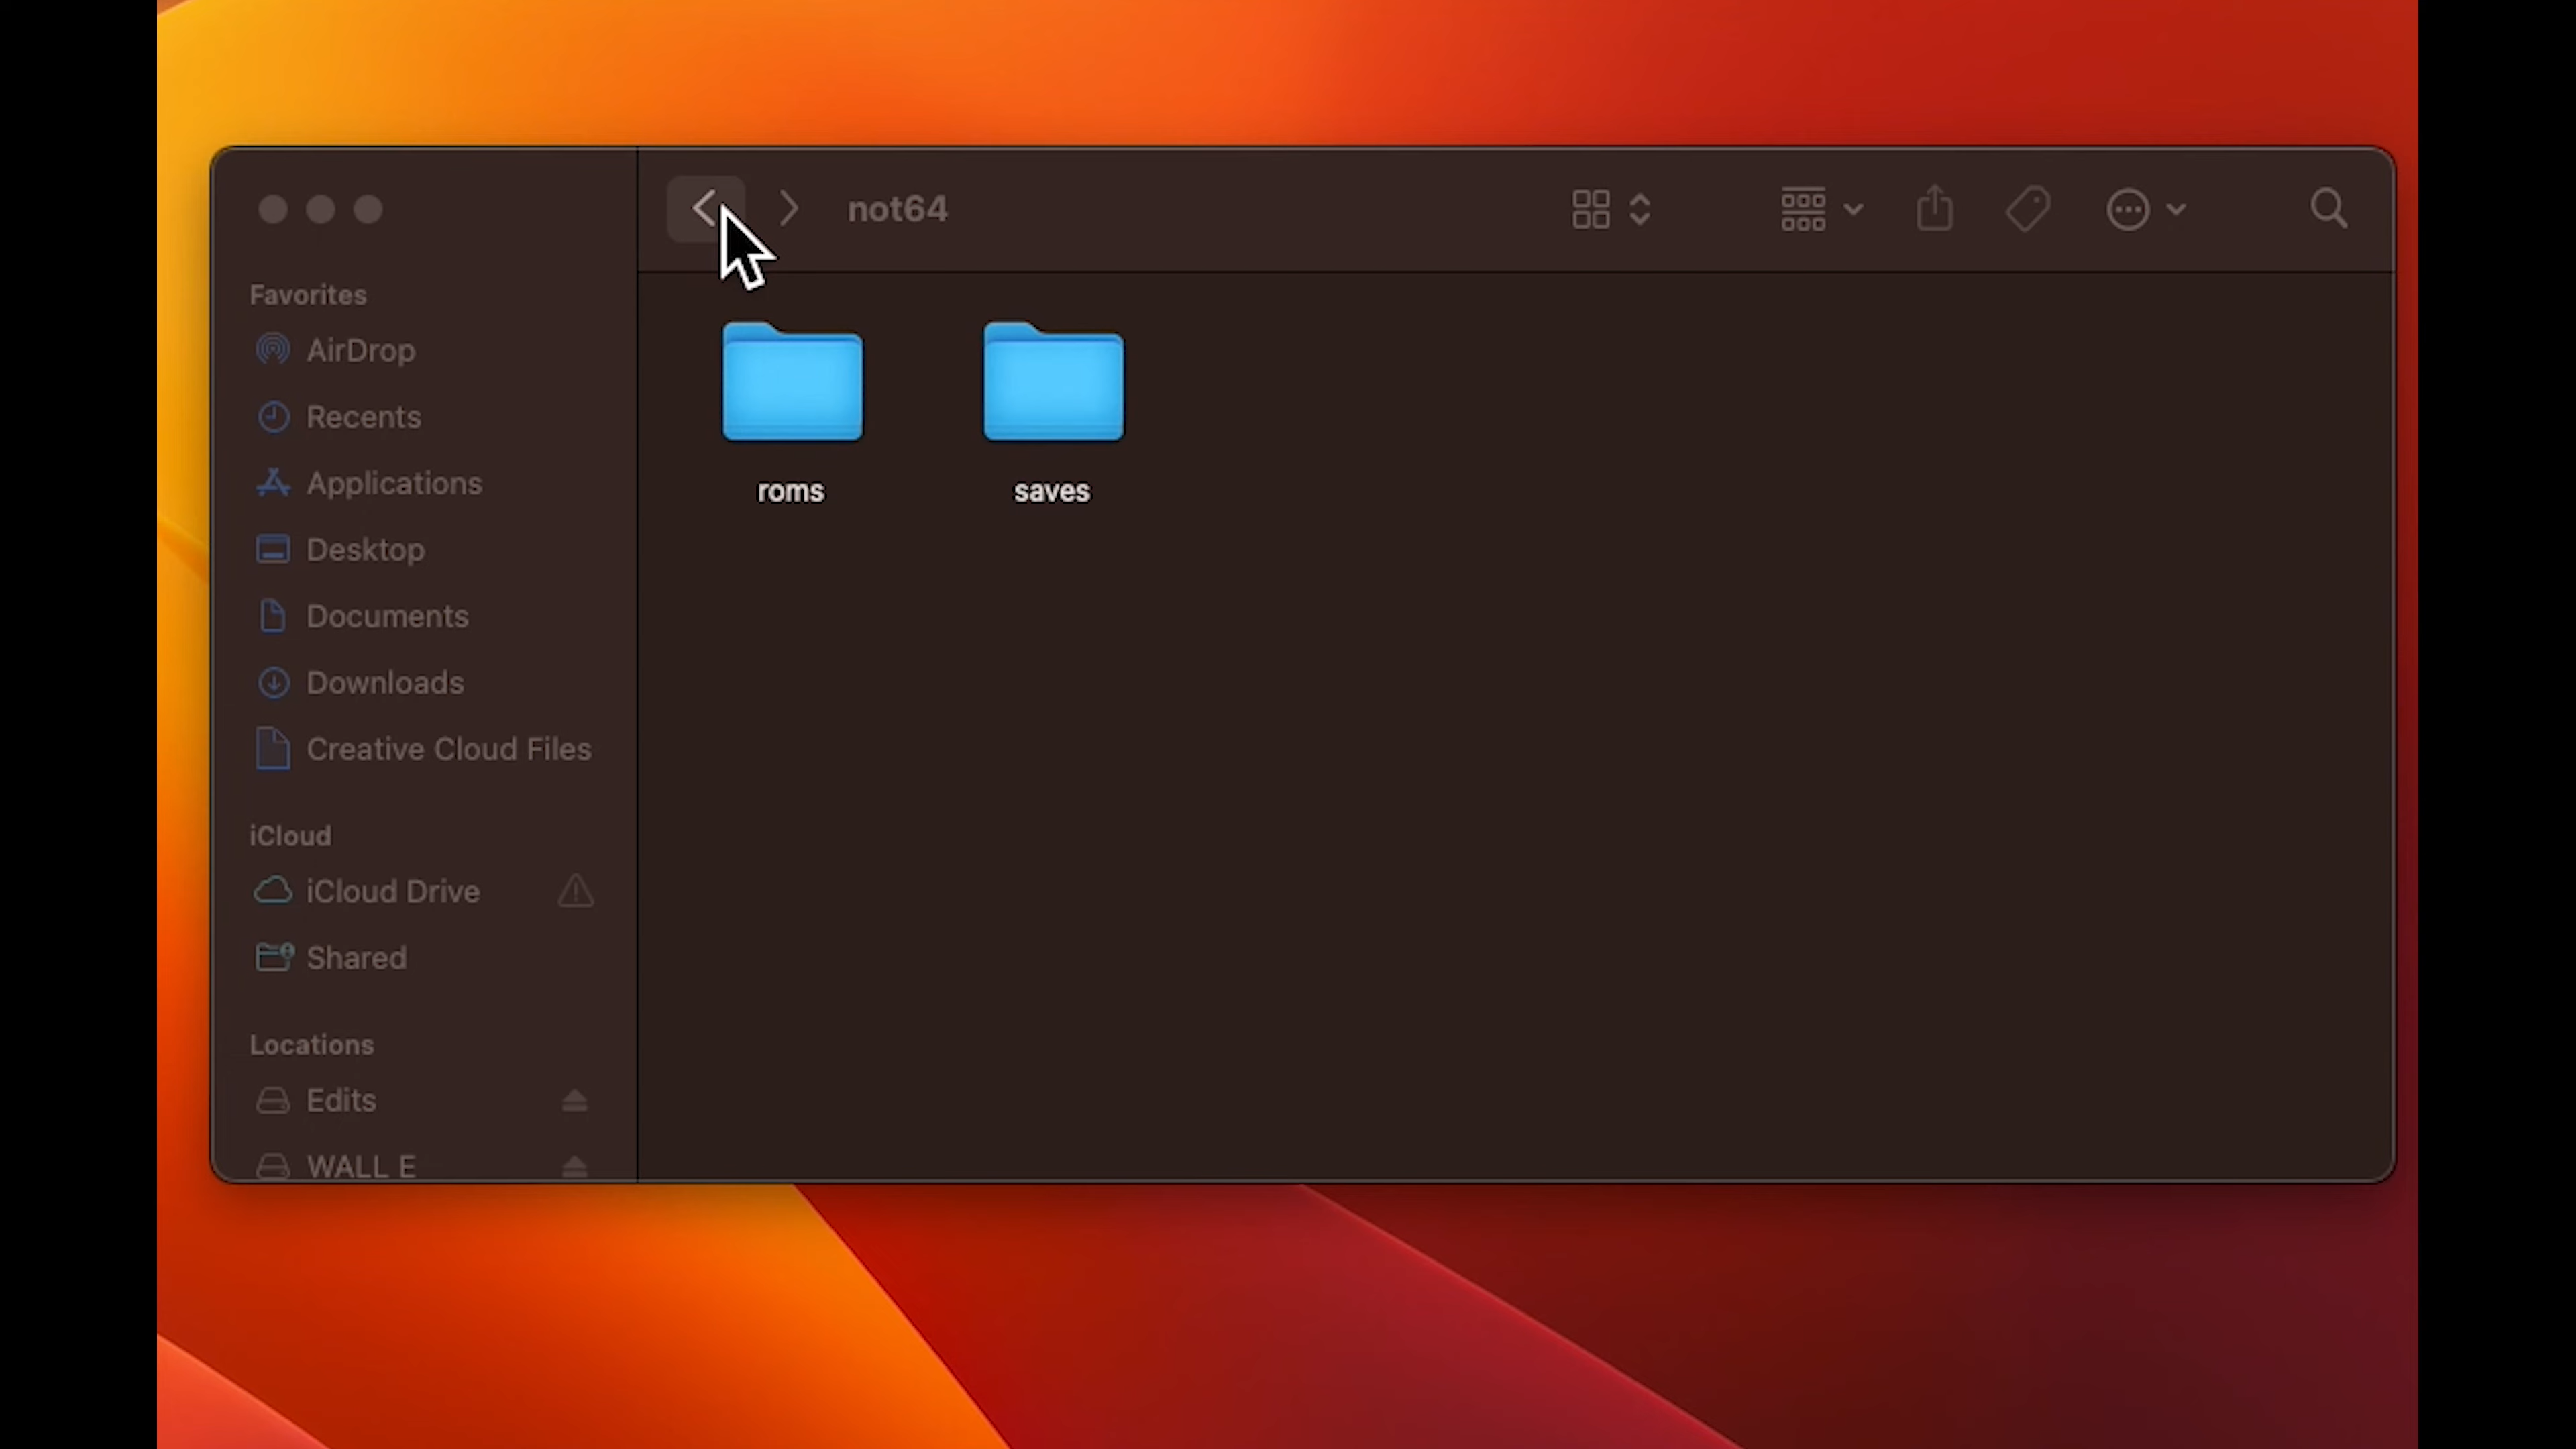 not64
Favorites
AirDrop
Recents
Applications
Desktop
Documents
Downloads
Creative Cloud Files
iCloud
iCloud Drive
Shared
Locations
Edits
WALL E
roms
saves